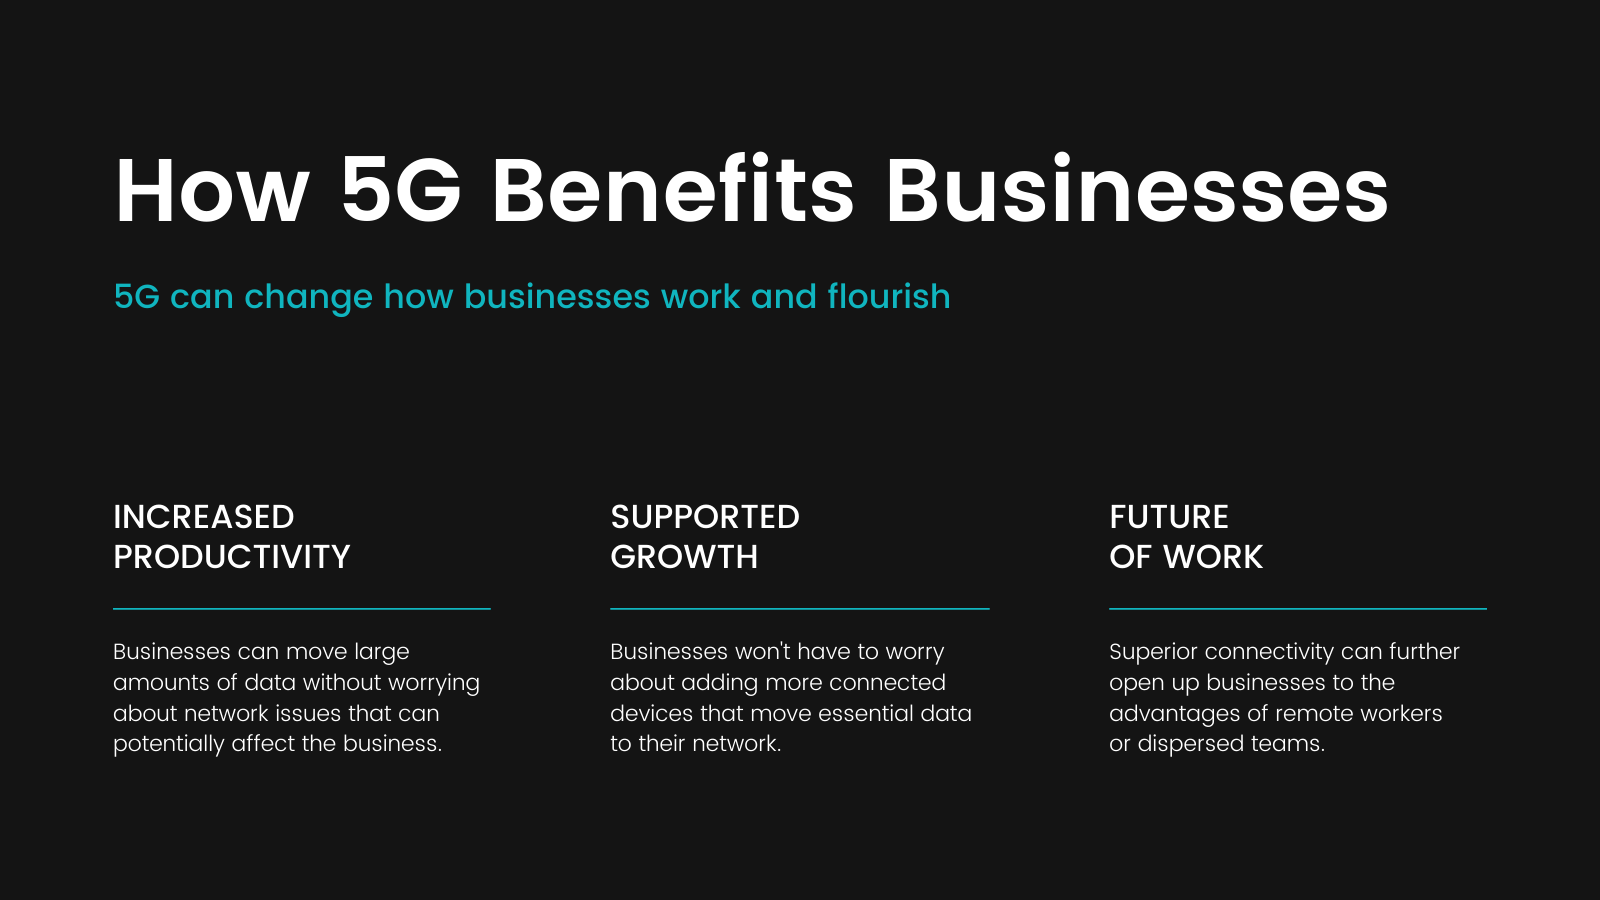 How 5G Benefits Businesses
5G can change how businesses work and flourish
INCREASED
PRODUCTIVITY
Businesses can move large
amounts of data without worrying
about network issues that can
potentially affect the business.
SUPPORTED
GROWTH
Businesses won't have to worry
about adding more connected
devices that move essential data
to their network.
FUTURE
OF WORK
Superior connectivity can further
open up businesses to the
advantages of remote workers
or dispersed teams.